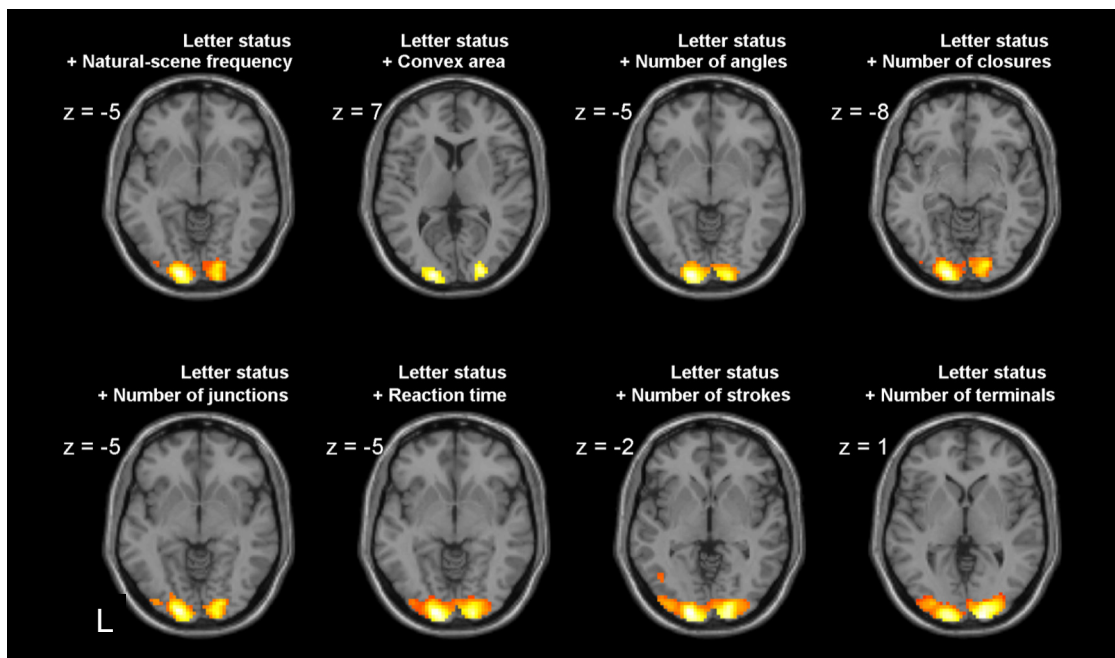 Letter status
+ Natural-scene frequency
z = -5
Letter status
+ Convex area
z = 7
Letter status
+ Number of angles
z = -5
Letter status
+ Number of closures
z = -8
Letter status
+ Number of junctions
z = -5
L
Letter status
+ Reaction time
z = -5
Letter status
+ Number of strokes
z = -2
Letter status
+ Number of terminals
z = 1